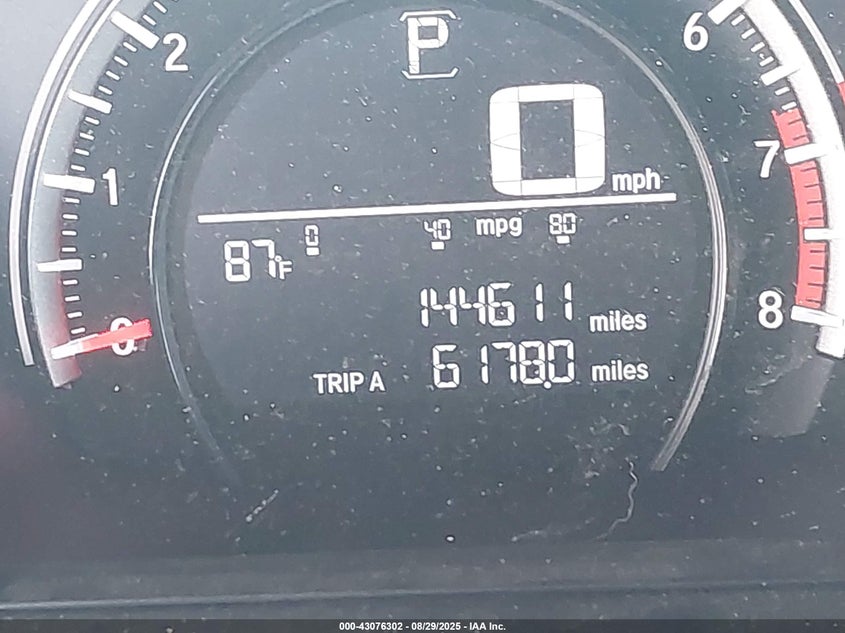 P
2
6
0 mph
1
7
0 40 mpg 80
87°F
144611 miles
8
0
TRIP A 6178.0 miles
000-43076302 - 08/29/2025 - IAA Inc.